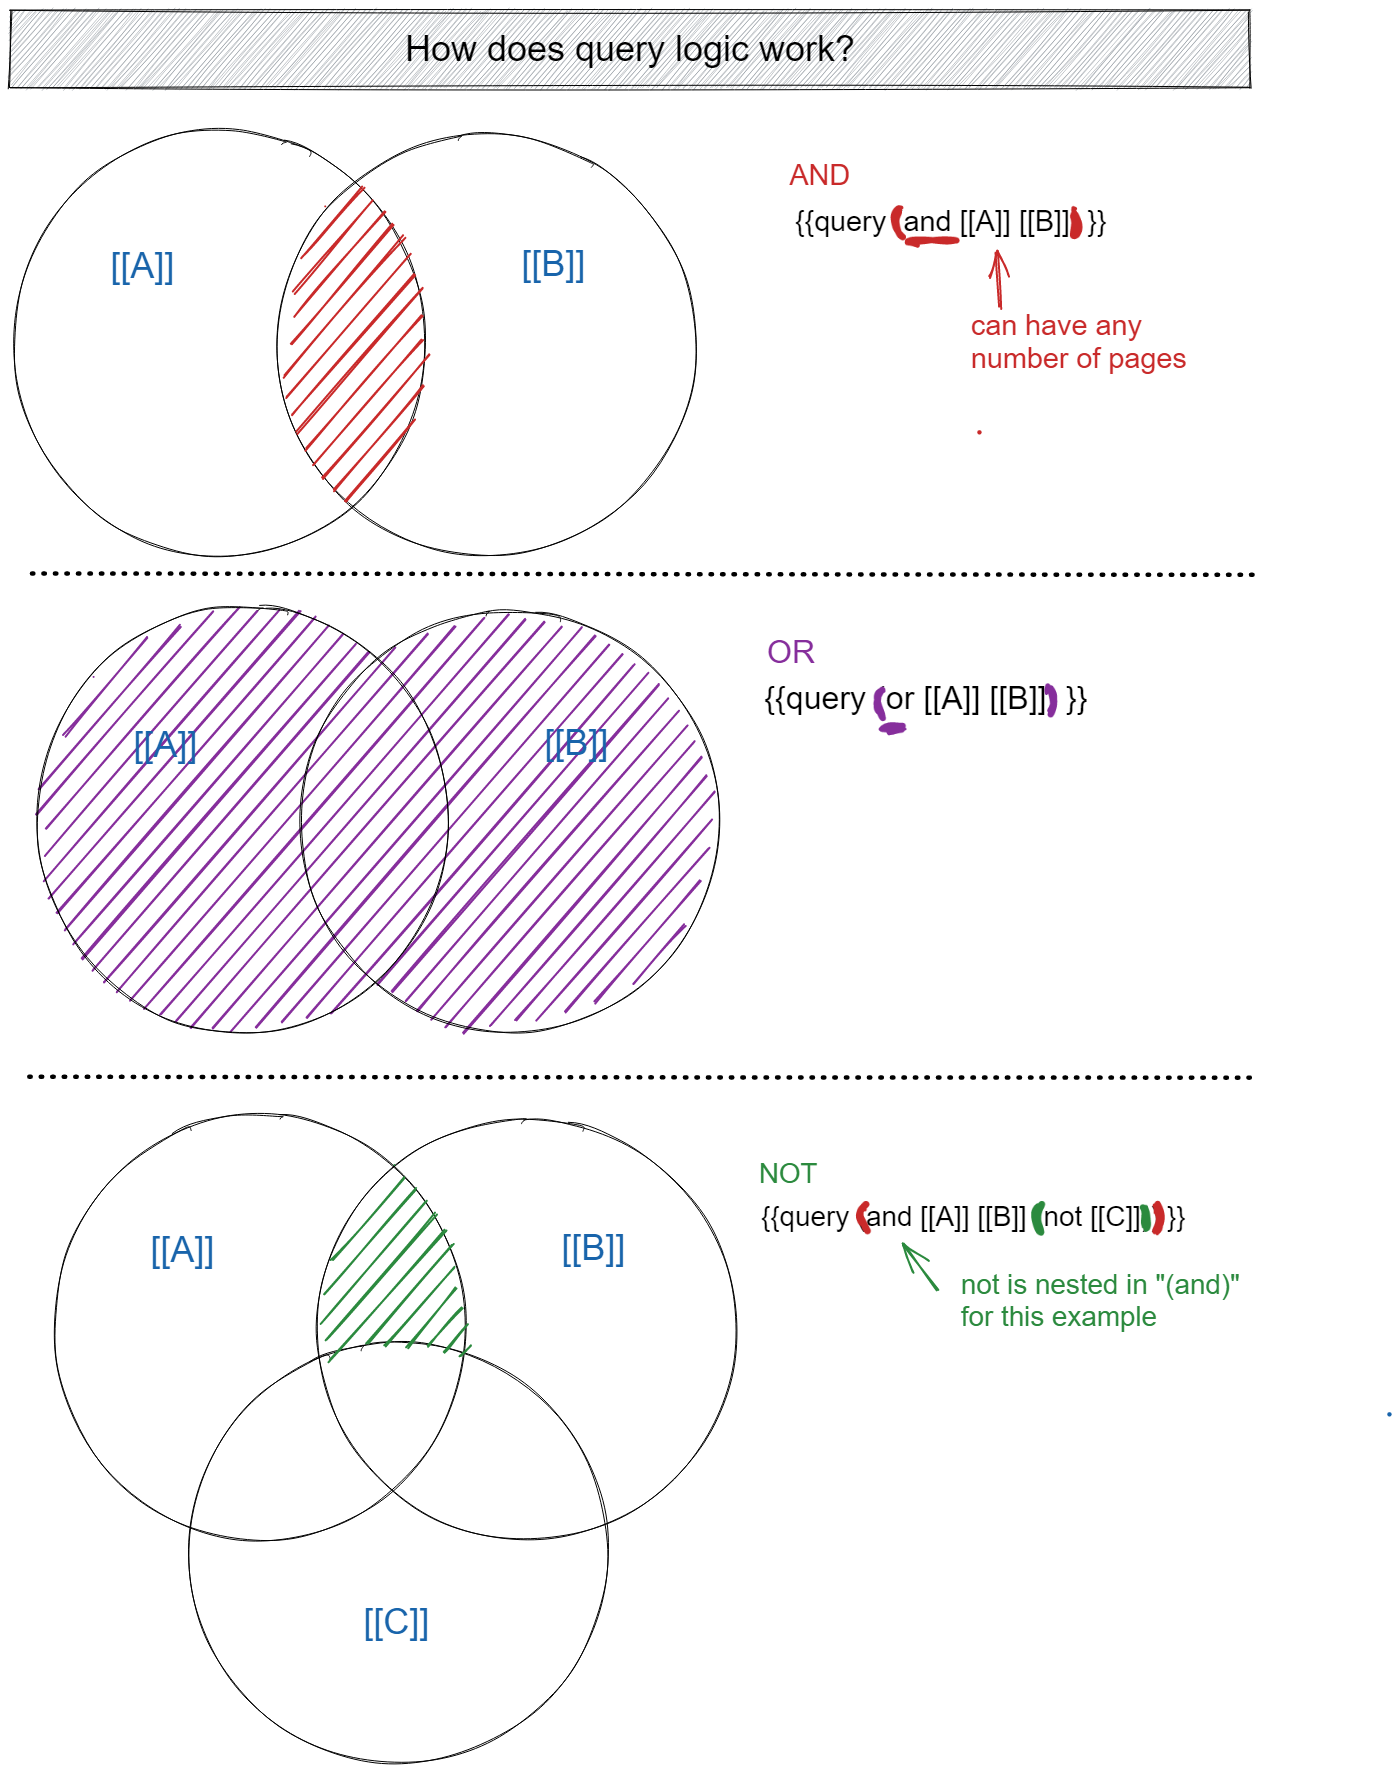 How does query logic work?
[[A]]
[[B]]
AND
{{query (and [[A]] [[B]]) }}
can have any
number of pages
[[A]]
[[B]]
OR
{{query (or [[A]] [[B]]) }}
[[A]]
[[B]]
[[C]]
NOT
{{query (and [[A]] [[B]] (not [[C]])) }}
not is nested in "(and)"
for this example